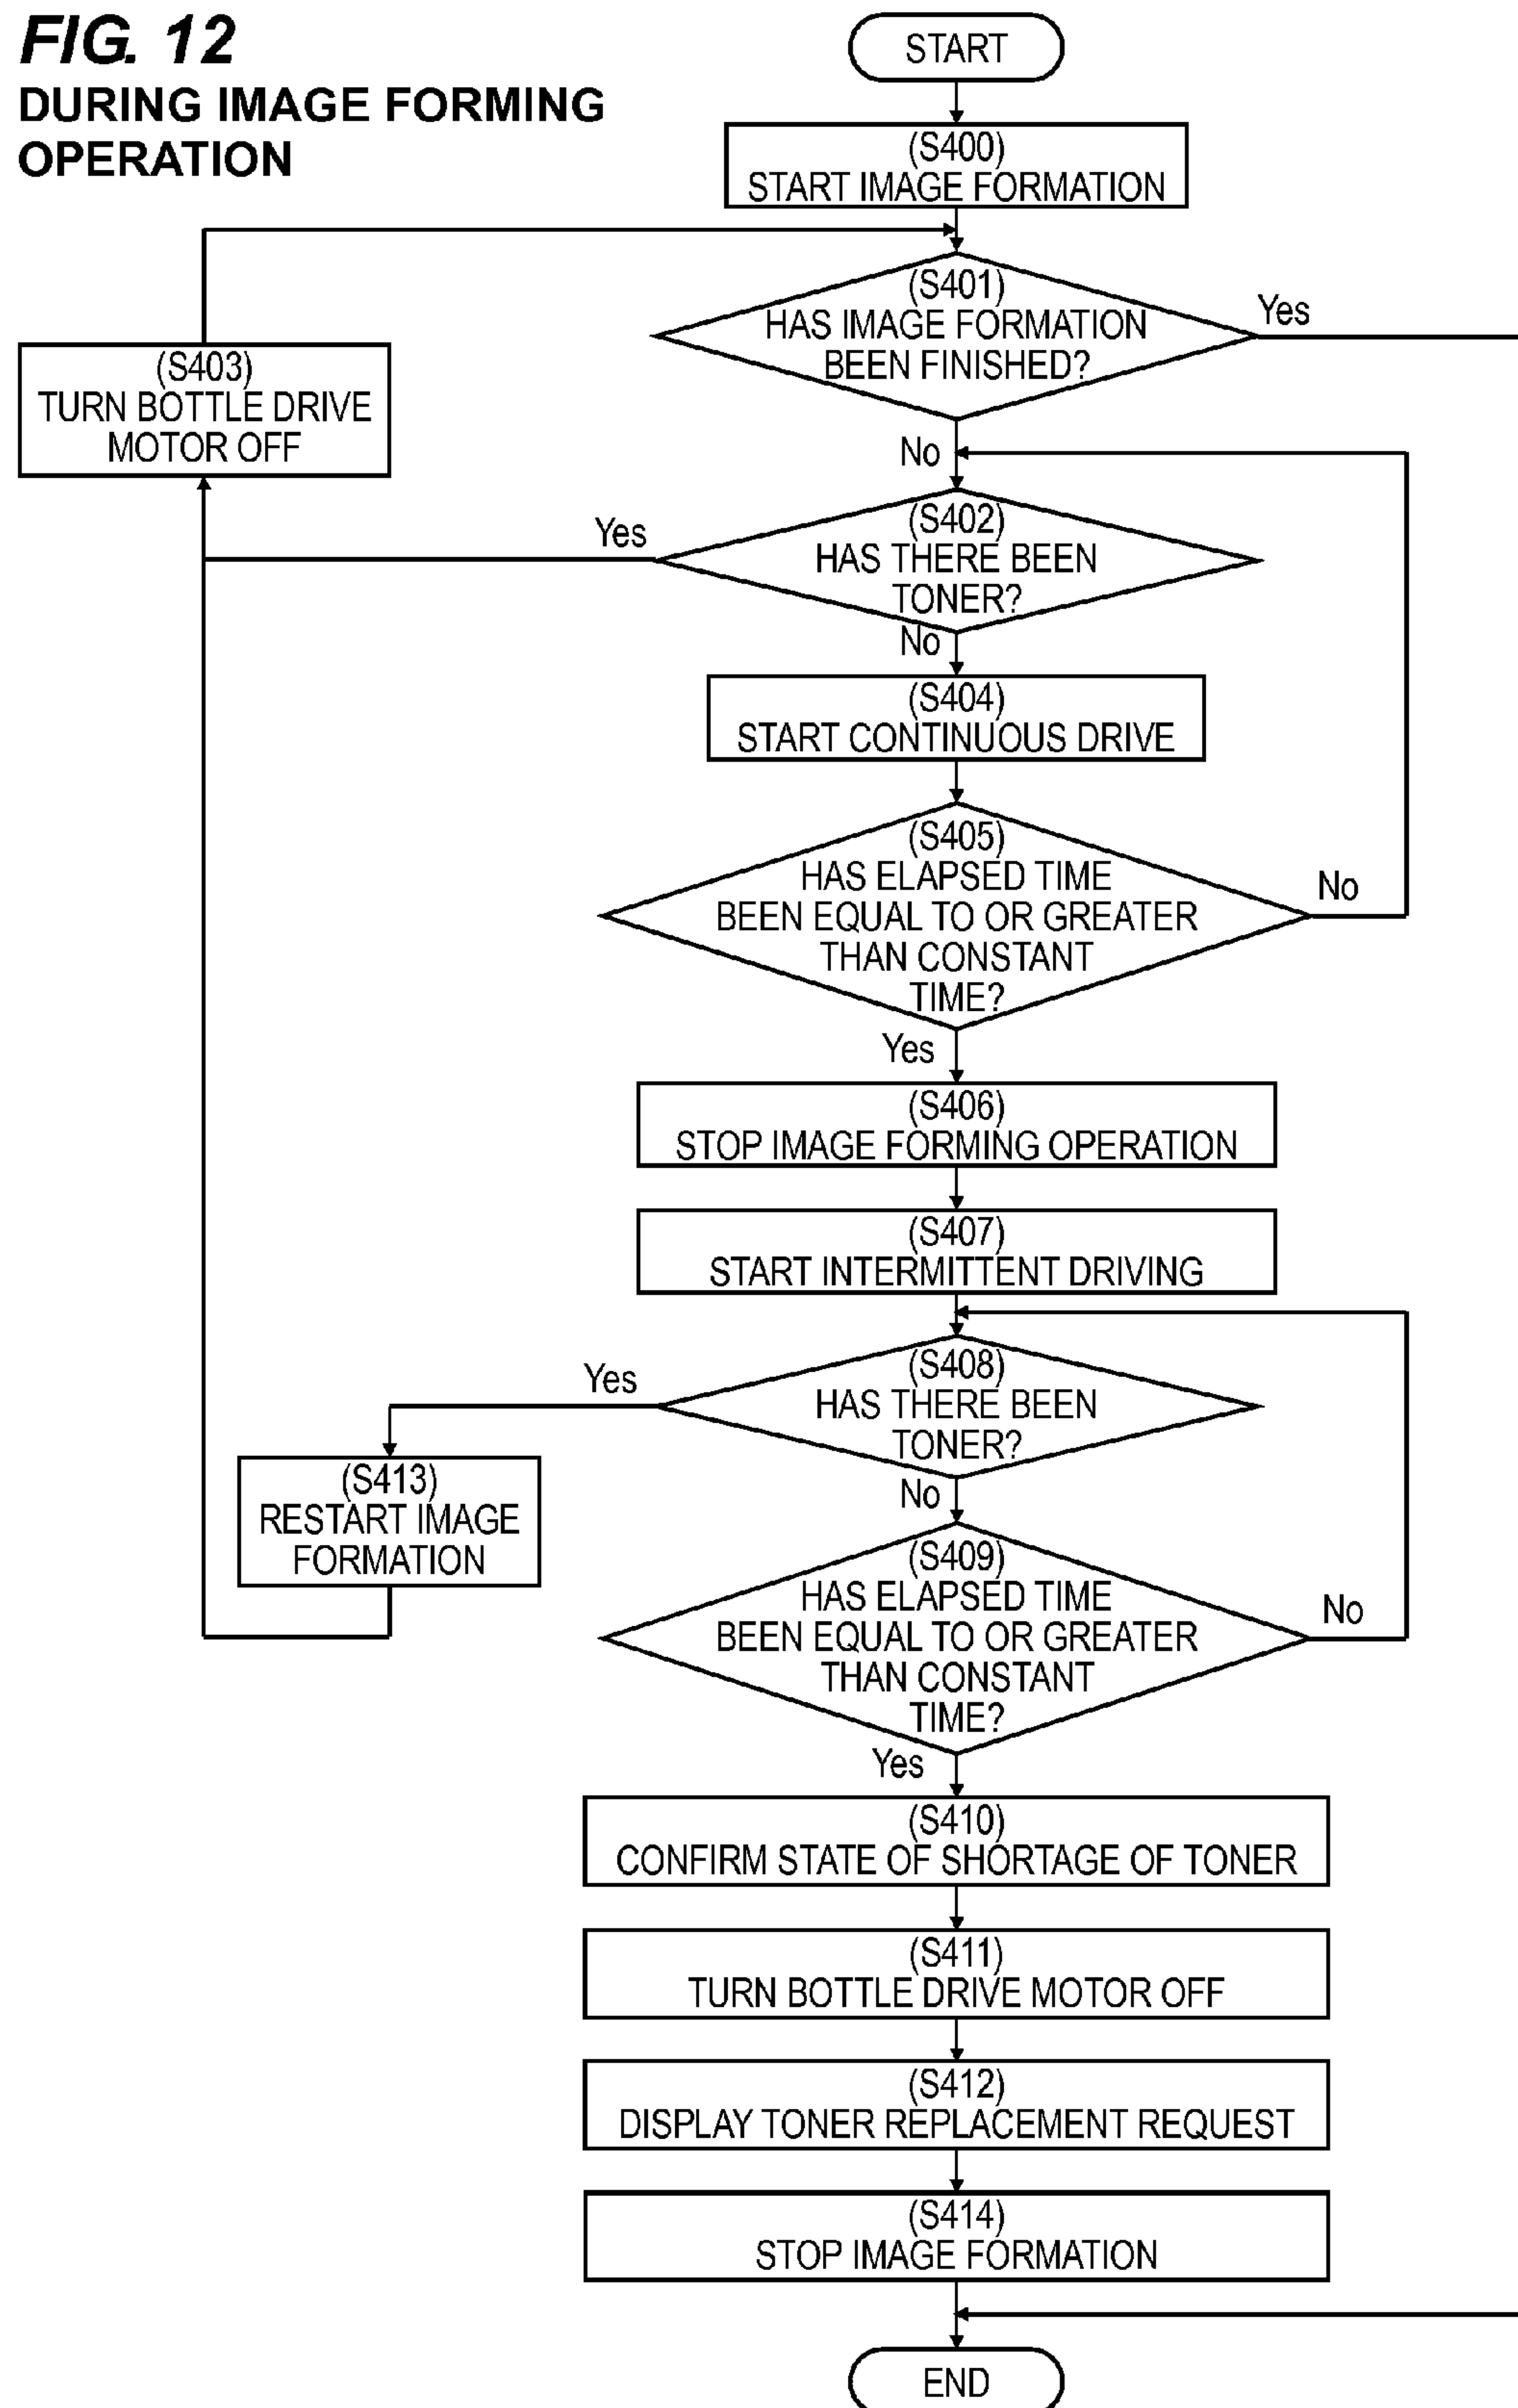 FIG. 12
DURING IMAGE FORMING
OPERATION
START
(S400)
START IMAGE FORMATION
(S401)
HAS IMAGE FORMATION
BEEN FINISHED?
Yes
No
(S403)
TURN BOTTLE DRIVE
MOTOR OFF
(S402)
HAS THERE BEEN
TONER?
Yes
No
(S404)
START CONTINUOUS DRIVE
(S405)
HAS ELAPSED TIME
BEEN EQUAL TO OR GREATER
THAN CONSTANT
TIME?
No
Yes
(S406)
STOP IMAGE FORMING OPERATION
(S407)
START INTERMITTENT DRIVING
(S408)
HAS THERE BEEN
TONER?
Yes
No
(S413)
RESTART IMAGE
FORMATION
(S409)
HAS ELAPSED TIME
BEEN EQUAL TO OR GREATER
THAN CONSTANT
TIME?
No
Yes
(S410)
CONFIRM STATE OF SHORTAGE OF TONER
(S411)
TURN BOTTLE DRIVE MOTOR OFF
(S412)
DISPLAY TONER REPLACEMENT REQUEST
(S414)
STOP IMAGE FORMATION
END